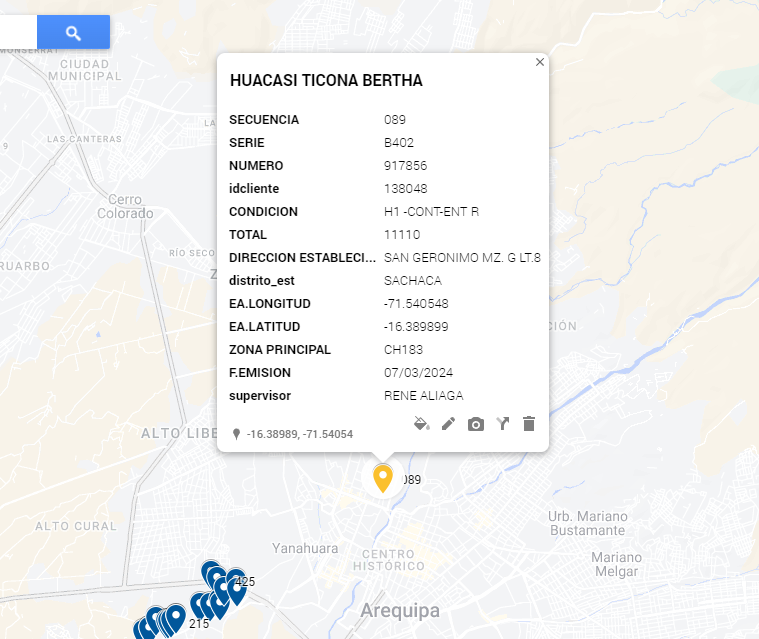 CIUDAD
MUNICIPAL
LAS CANTERAS
Cerro
Colorado
RÍO SECO
ALTO CURAL
Yanahuara
CENTRO
HISTÓRICO
Arequipa
Urb. Mariano
Bustamante
Mariano
Melgar
HUACASI TICONA BERTHA
SECUENCIA 089
SERIE B402
NUMERO 917856
idcliente 138048
CONDICION H1 -CONT-ENT R
TOTAL 11110
DIRECCION ESTABLECI... SAN GERONIMO MZ. G LT.8
distrito_est SACHACA
EA.LONGITUD -71.540548
EA.LATITUD -16.389899
ZONA PRINCIPAL CH183
F.EMISION 07/03/2024
supervisor RENE ALIAGA
-16.38989, -71.54054
089
425
215